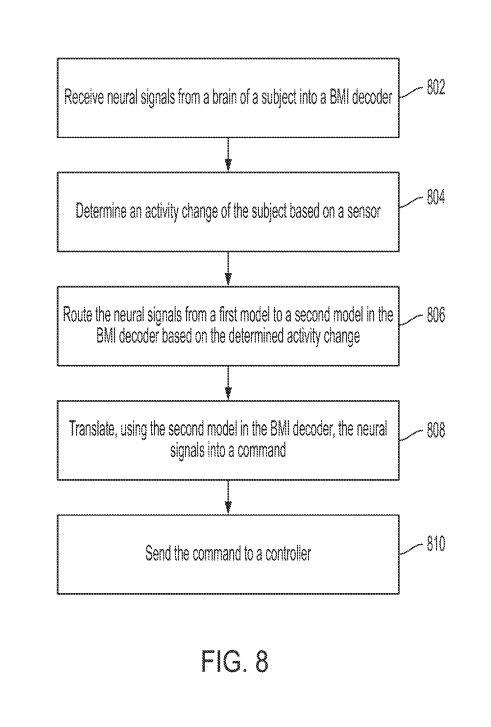 Receive neural signals from a brain of a subject into a BMI decoder
802
Determine an activity change of the subject based on a sensor
804
Route the neural signals from a first model to a second model in the
BMI decoder based on the determined activity change
806
Translate, using the second model in the BMI decoder, the neural
signals into a command
808
Send the command to a controller
810
FIG. 8